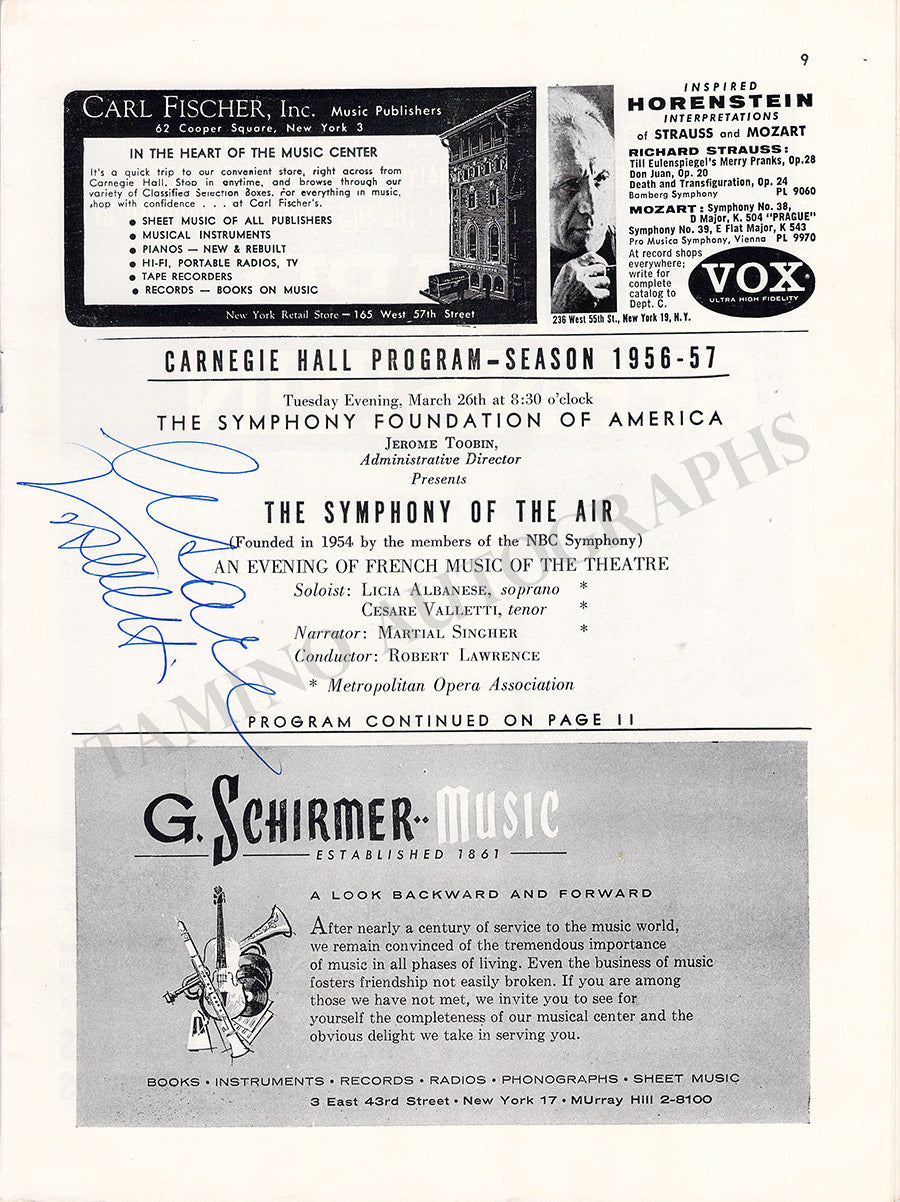 9
CARL FISCHER, Inc. Music Publishers
62 Cooper Square, New York 3
IN THE HEART OF THE MUSIC CENTER
It's a quick trip to our convenient store, right across from
Carnegie Hall. Stop in anytime, and browse through our
variety of Classified Selection Boxes. For everything in music,
shop with confidence . . . at Carl Fischer's.
● SHEET MUSIC OF ALL PUBLISHERS
● MUSICAL INSTRUMENTS
● PIANOS — NEW & REBUILT
● HI-FI, PORTABLE RADIOS, TV
● TAPE RECORDERS
● RECORDS — BOOKS ON MUSIC
New York Retail Store — 165 West 57th Street
INSPIRED
HORENSTEIN
INTERPRETATIONS
of STRAUSS and MOZART
RICHARD STRAUSS:
Till Eulenspiegel's Merry Pranks, Op.28
Don Juan, Op. 20
Death and Transfiguration, Op. 24
Bamberg Symphony PL 9060
MOZART: Symphony No. 38,
D Major, K. 504 "PRAGUE"
Symphony No. 39, E Flat Major, K 543
Pro Musica Symphony, Vienna PL 9970
At record shops
everywhere;
write for
complete
catalog to
Dept. C.
VOX
ULTRA HIGH FIDELITY
236 West 55th St., New York 19, N.Y.
CARNEGIE HALL PROGRAM—SEASON 1956-57
Tuesday Evening, March 26th at 8:30 o'clock
THE SYMPHONY FOUNDATION OF AMERICA
JEROME TOOBIN,
Administrative Director
Presents
THE SYMPHONY OF THE AIR
(Founded in 1954 by the members of the NBC Symphony)
AN EVENING OF FRENCH MUSIC OF THE THEATRE
Soloist: LICIA ALBANESE, soprano *
CESARE VALLETTI, tenor *
Narrator: MARTIAL SINGHER *
Conductor: ROBERT LAWRENCE
* Metropolitan Opera Association
PROGRAM CONTINUED ON PAGE 11
Cesare
Valletti
TAMINO AUTOGRAPHS
G. SCHIRMER·· MUSIC
ESTABLISHED 1861
A LOOK BACKWARD AND FORWARD
After nearly a century of service to the music world,
we remain convinced of the tremendous importance
of music in all phases of living. Even the business of music
fosters friendship not easily broken. If you are among
those we have not met, we invite you to see for
yourself the completeness of our musical center and the
obvious delight we take in serving you.
BOOKS • INSTRUMENTS • RECORDS • RADIOS • PHONOGRAPHS • SHEET MUSIC
3 East 43rd Street • New York 17 • MUrray Hill 2-8100